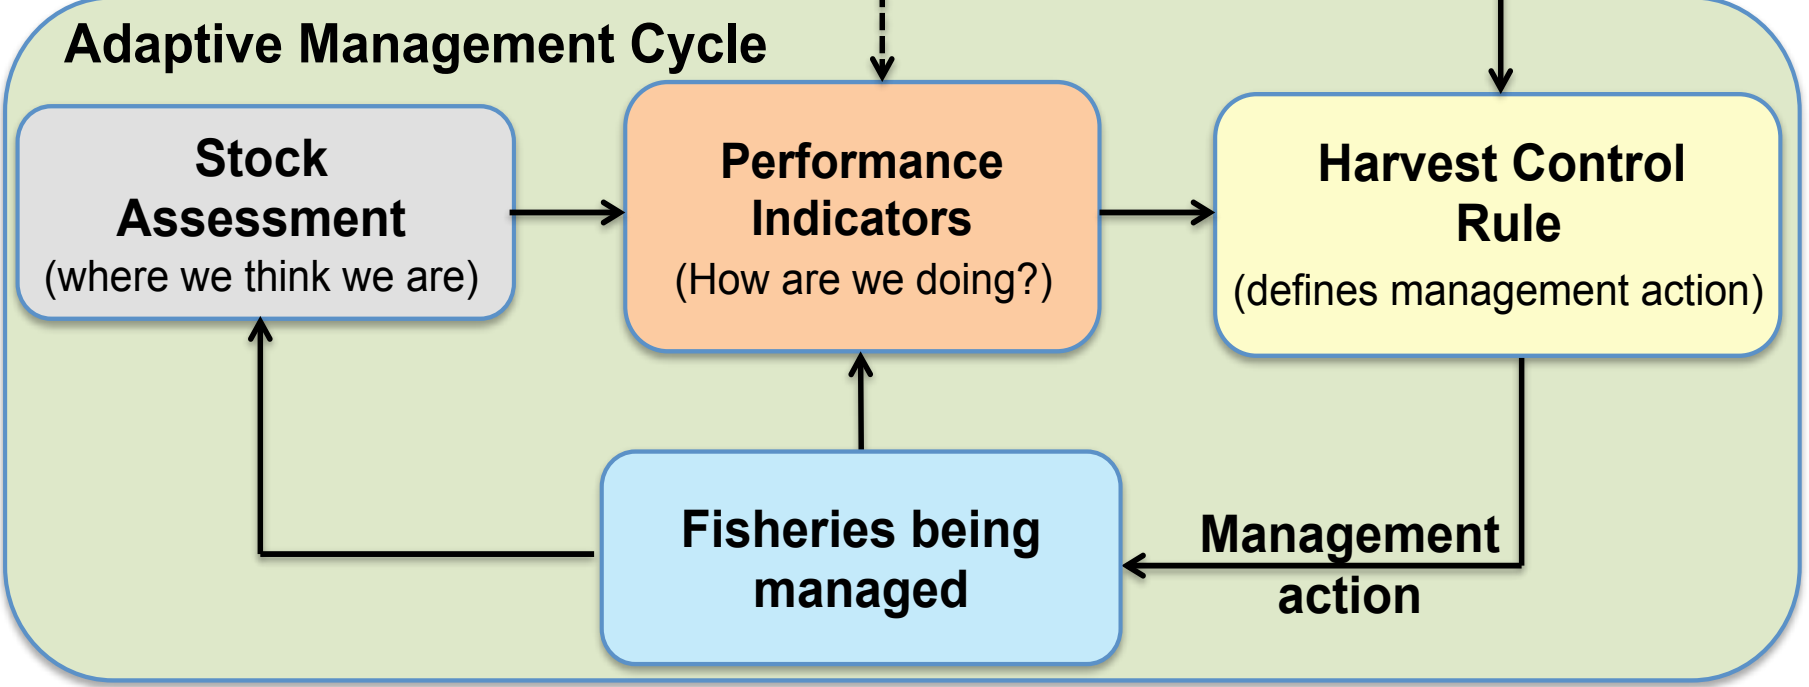 Adaptive Management Cycle
Stock
Assessment
(where we think we are)
Performance
Indicators
(How are we doing?)
Harvest Control
Rule
(defines management action)
Fisheries being
managed
Management
action